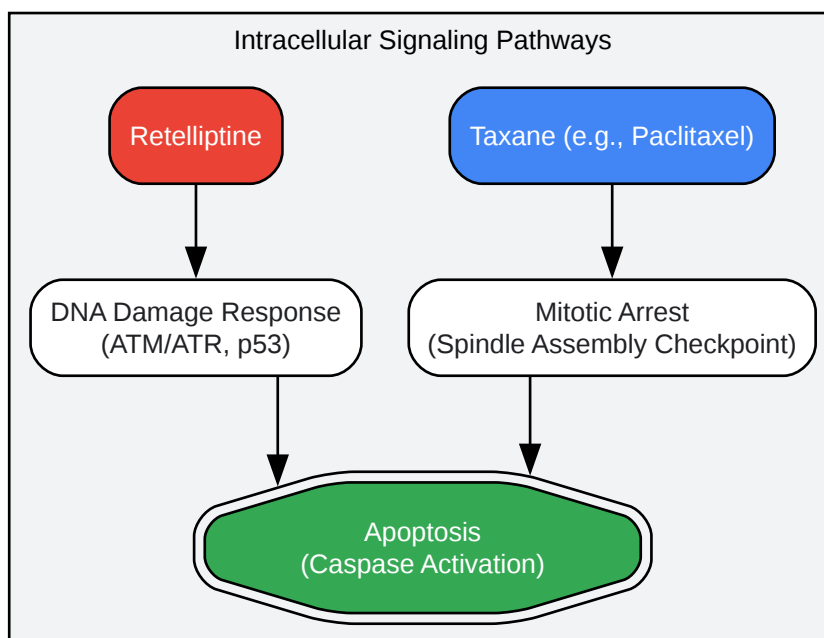 Intracellular Signaling Pathways
Retelliptine
Taxane (e.g., Paclitaxel)
DNA Damage Response
(ATM/ATR, p53)
Mitotic Arrest
(Spindle Assembly Checkpoint)
Apoptosis
(Caspase Activation)